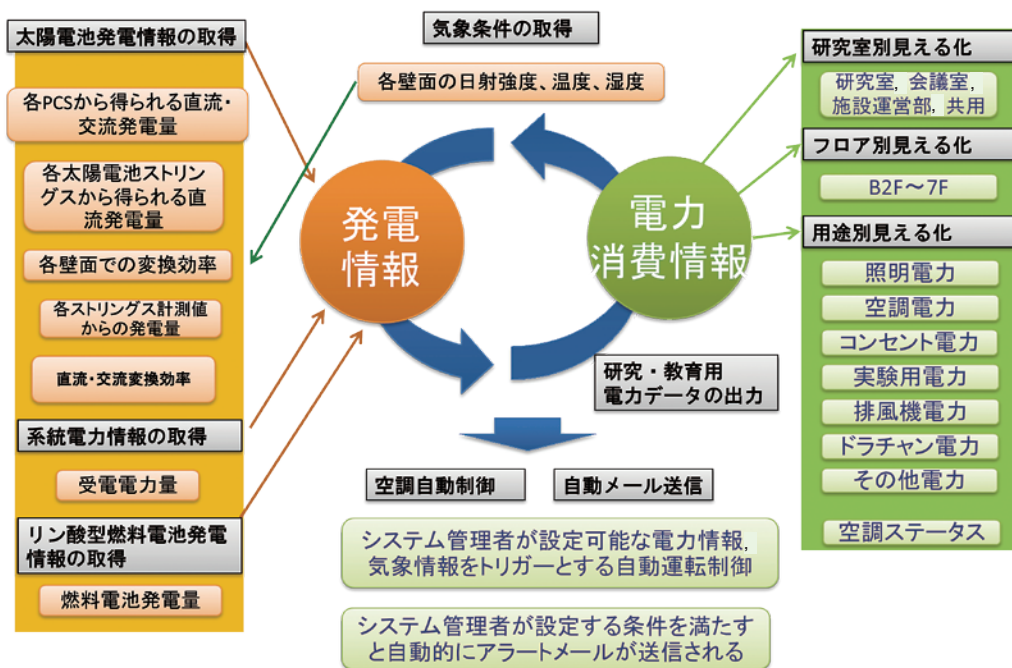 太陽電池発電情報の取得
各PCSから得られる直流・
交流発電量
各太陽電池ストリン
グスから得られる直
流発電量
各壁面での変換効率
各ストリングス計測値
からの発電量
直流・交流変換効率
系統電力情報の取得
受電電力量
リン酸型燃料電池発電
情報の取得
燃料電池発電量
気象条件の取得
各壁面の日射強度、温度、湿度
発電
情報
電力
消費情報
研究・教育用
電力データの出力
空調自動制御
自動メール送信
システム管理者が設定可能な電力情報,
気象情報をトリガーとする自動運転制御
システム管理者が設定する条件を満たす
と自動的にアラートメールが送信される
研究室別見える化
研究室, 会議室,
施設運営部, 共用
フロア別見える化
B2F～7F
用途別見える化
照明電力
空調電力
コンセント電力
実験用電力
排風機電力
ドラチャン電力
その他電力
空調ステータス